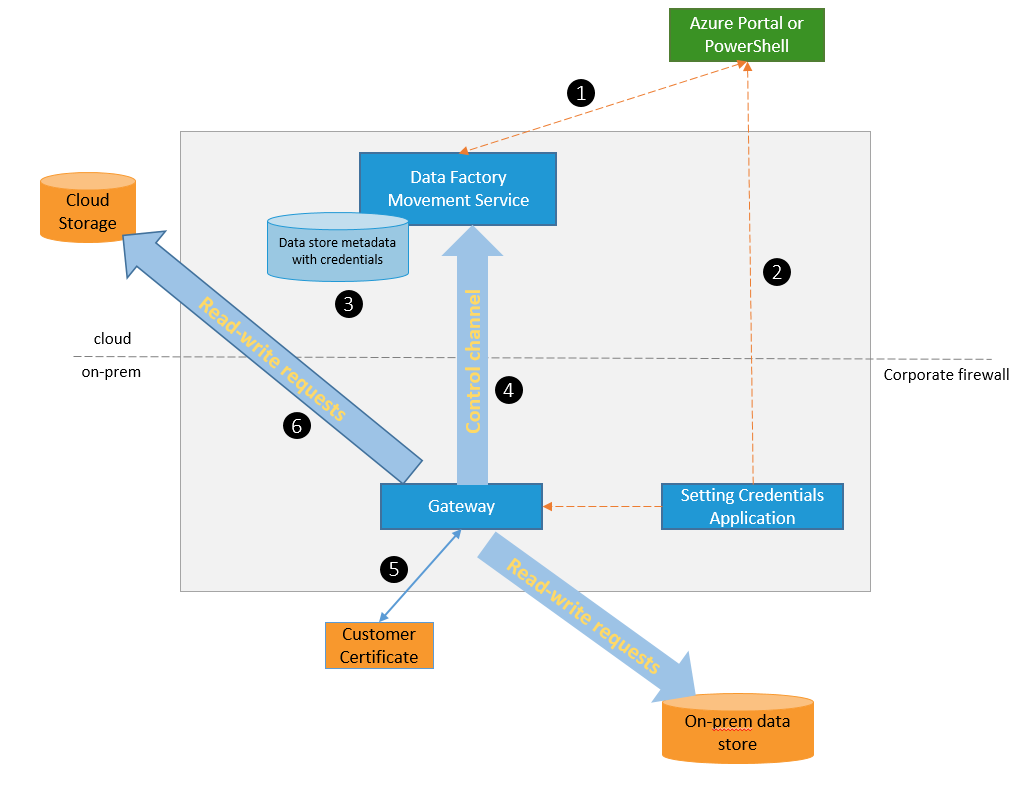 Azure Portal or
PowerShell
1
Data Factory
Movement Service
Cloud
Storage
Data store metadata
with credentials
2
3
Read-write requests
Control channel
cloud
on-prem
Corporate firewall
4
6
Gateway
Setting Credentials
Application
5
Read-write requests
Customer
Certificate
On-prem data
store